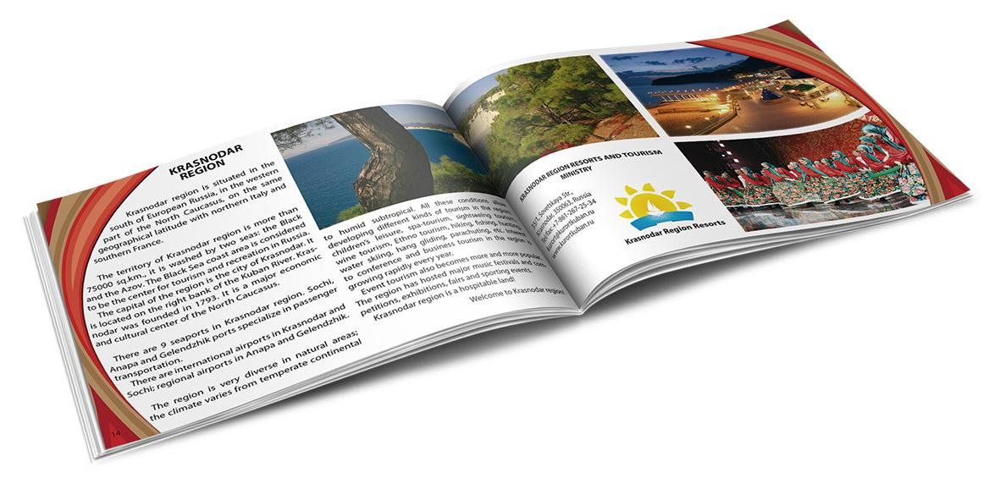 KRASNODAR
REGION
Krasnodar region is situated in the
south of European Russia, in the western
part of the North Caucasus, on the same
geographical latitude with northern Italy and
southern France.
The territory of Krasnodar region is more than
75000 sq.km., it is washed by two seas: the Black
and the Azov. The Black Sea coast area is considered
to be the center for tourism and recreation in Russia.
The capital of the region is the city of Krasnodar. It
is located on the right bank of the Kuban River. Kras-
nodar was founded in 1793. It is a major economic
and cultural center of the North Caucasus.
There are 9 seaports in Krasnodar region. Sochi,
Anapa and Gelendzhik ports specialize in passenger
transportation.
There are international airports in Krasnodar and
Sochi; regional airports in Anapa and Gelendzhik.
The region is very diverse in natural areas;
the climate varies from temperate continental
14
to humid subtropical. All these conditions allow
developing different kinds of tourism in the region:
children's leisure, spa-tourism, sightseeing tourism,
wine tourism, Ethno tourism, hiking, fishing, hunting,
water skiing, hang gliding, parachuting, etc. Interest
to conference and business tourism in the region is
growing rapidly every year.
Event tourism also becomes more and more popular.
The region has hosted major music festivals and com-
petitions, exhibitions, fairs and sporting events.
Krasnodar region is a hospitable land!
Welcome to Krasnodar region!
KRASNODAR REGION RESORTS AND TOURISM
MINISTRY
Sovetskaya Str.,
Krasnodar, 350063, Russia
Tel/fax: +7-861-267-25-34
kurort@kurortkuban.ru
www.kurortkuban.ru
Krasnodar Region Resorts